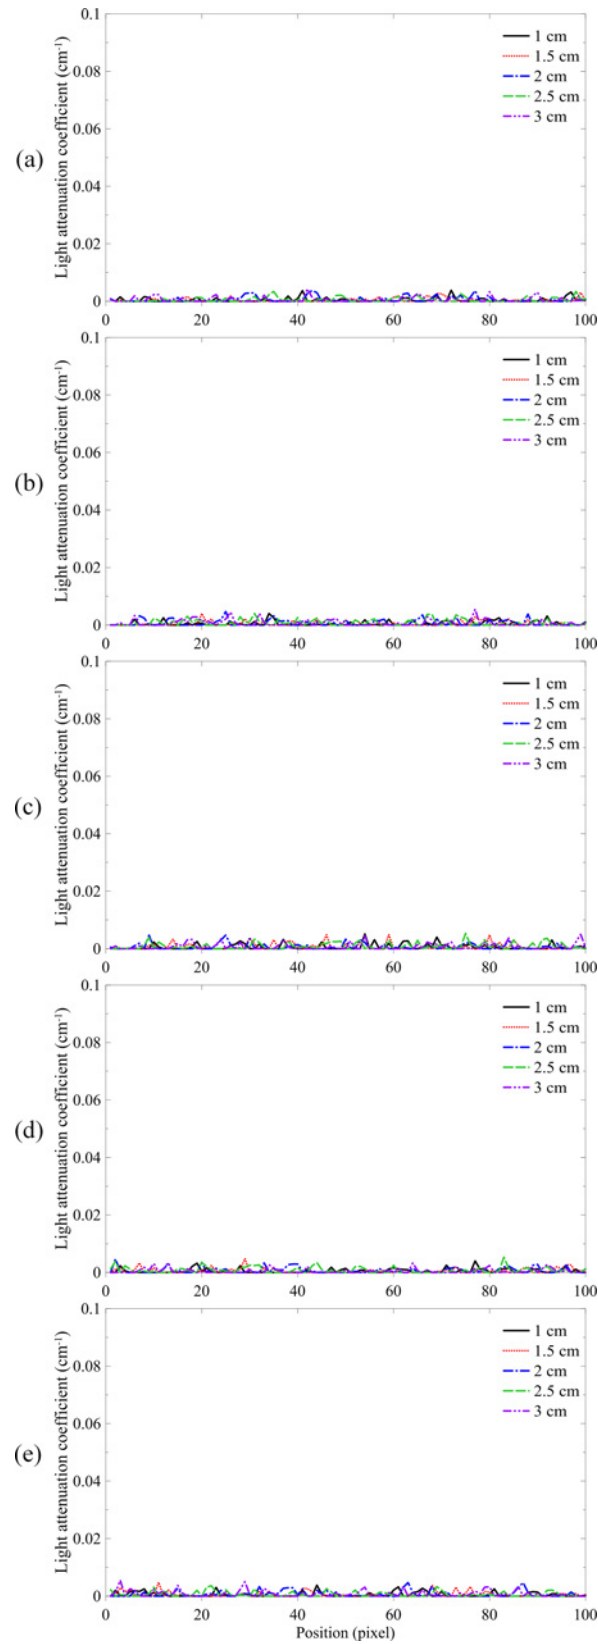 (a)
Light attenuation coefficient (cm⁻¹)
0.1
0.08
0.06
0.04
0.02
0
1 cm
1.5 cm
2 cm
2.5 cm
3 cm
0 20 40 60 80 100
(b)
Light attenuation coefficient (cm⁻¹)
0.1
0.08
0.06
0.04
0.02
0
1 cm
1.5 cm
2 cm
2.5 cm
3 cm
0 20 40 60 80 100
(c)
Light attenuation coefficient (cm⁻¹)
0.1
0.08
0.06
0.04
0.02
0
1 cm
1.5 cm
2 cm
2.5 cm
3 cm
0 20 40 60 80 100
(d)
Light attenuation coefficient (cm⁻¹)
0.1
0.08
0.06
0.04
0.02
0
1 cm
1.5 cm
2 cm
2.5 cm
3 cm
0 20 40 60 80 100
(e)
Light attenuation coefficient (cm⁻¹)
0.1
0.08
0.06
0.04
0.02
0
1 cm
1.5 cm
2 cm
2.5 cm
3 cm
0 20 40 60 80 100
Position (pixel)